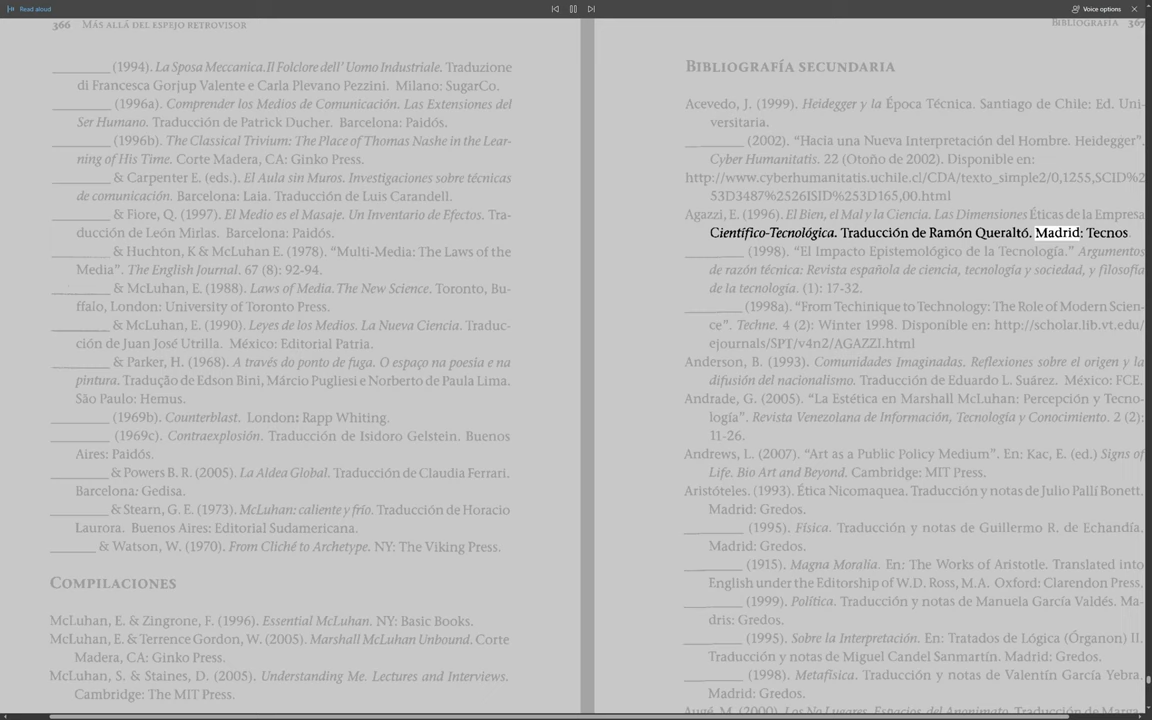 Read aloud
Voice options
366 MÁS ALLÁ DEL ESPEJO RETROVISOR
________ (1994). La Sposa Meccanica.Il Folclore dell' Uomo Industriale. Traduzione
di Francesca Gorjup Valente e Carla Plevano Pezzini. Milano: SugarCo.
________ (1996a). Comprender los Medios de Comunicación. Las Extensiones del
Ser Humano. Traducción de Patrick Ducher. Barcelona: Paidós.
________ (1996b). The Classical Trivium: The Place of Thomas Nashe in the Lear-
ning of His Time. Corte Madera, CA: Ginko Press.
________ & Carpenter E. (eds.). El Aula sin Muros. Investigaciones sobre técnicas
de comunicación. Barcelona: Laia. Traducción de Luis Carandell.
________ & Fiore, Q. (1997). El Medio es el Masaje. Un Inventario de Efectos. Tra-
ducción de León Mirlas. Barcelona: Paidós.
________ & Huchton, K & McLuhan E. (1978). "Multi-Media: The Laws of the
Media". The English Journal. 67 (8): 92-94.
________ & McLuhan, E. (1988). Laws of Media. The New Science. Toronto, Bu-
ffalo, London: University of Toronto Press.
________ & McLuhan, E. (1990). Leyes de los Medios. La Nueva Ciencia. Traduc-
ción de Juan José Utrilla. México: Editorial Patria.
________ & Parker, H. (1968). A través do ponto de fuga. O espaço na poesia e na
pintura. Tradução de Edson Bini, Márcio Pugliesi e Norberto de Paula Lima.
São Paulo: Hemus.
________ (1969b). Counterblast. London: Rapp Whiting.
________ (1969c). Contraexplosión. Traducción de Isidoro Gelstein. Buenos
Aires: Paidós.
________ & Powers B. R. (2005). La Aldea Global. Traducción de Claudia Ferrari.
Barcelona: Gedisa.
________ & Stearn, G. E. (1973). McLuhan: caliente y frío. Traducción de Horacio
Laurora. Buenos Aires: Editorial Sudamericana.
______ & Watson, W. (1970). From Cliché to Archetype. NY: The Viking Press.
COMPILACIONES
McLuhan, E. & Zingrone, F. (1996). Essential McLuhan. NY: Basic Books.
McLuhan, E. & Terrence Gordon, W. (2005). Marshall McLuhan Unbound. Corte
Madera, CA: Ginko Press.
McLuhan, S. & Staines, D. (2005). Understanding Me. Lectures and Interviews.
Cambridge: The MIT Press.
BIBLIOGRAFÍA 367
BIBLIOGRAFÍA SECUNDARIA
Acevedo, J. (1999). Heidegger y la Época Técnica. Santiago de Chile: Ed. Uni-
versitaria.
________ (2002). "Hacia una Nueva Interpretación del Hombre. Heidegger".
Cyber Humanitatis. 22 (Otoño de 2002). Disponible en:
http://www.cyberhumanitatis.uchile.cl/CDA/texto_simple2/0,1255,SCID%2
53D3487%2526ISID%253D165,00.html
Agazzi, E. (1996). El Bien, el Mal y la Ciencia. Las Dimensiones Éticas de la Empresa
Científico-Tecnológica. Traducción de Ramón Queraltó. Madrid: Tecnos
________ (1998). "El Impacto Epistemológico de la Tecnología." Argumentos
de razón técnica: Revista española de ciencia, tecnología y sociedad, y filosofía
de la tecnología. (1): 17-32.
________ (1998a). "From Techinique to Technology: The Role of Modern Scien-
ce". Techne. 4 (2): Winter 1998. Disponible en: http://scholar.lib.vt.edu/
ejournals/SPT/v4n2/AGAZZI.html
Anderson, B. (1993). Comunidades Imaginadas. Reflexiones sobre el origen y la
difusión del nacionalismo. Traducción de Eduardo L. Suárez. México: FCE.
Andrade, G. (2005). "La Estética en Marshall McLuhan: Percepción y Tecno-
logía". Revista Venezolana de Información, Tecnología y Conocimiento. 2 (2):
11-26.
Andrews, L. (2007). "Art as a Public Policy Medium". En: Kac, E. (ed.) Signs of
Life. Bio Art and Beyond. Cambridge: MIT Press.
Aristóteles. (1993). Ética Nicomaquea. Traducción y notas de Julio Pallí Bonett.
Madrid: Gredos.
________ (1995). Física. Traducción y notas de Guillermo R. de Echandía.
Madrid: Gredos.
________ (1915). Magna Moralia. En: The Works of Aristotle. Translated into
English under the Editorship of W.D. Ross, M.A. Oxford: Clarendon Press.
________ (1999). Política. Traducción y notas de Manuela García Valdés. Ma-
dris: Gredos.
________ (1995). Sobre la Interpretación. En: Tratados de Lógica (Órganon) II.
Traducción y notas de Miguel Candel Sanmartín. Madrid: Gredos.
________ (1998). Metafísica. Traducción y notas de Valentín García Yebra.
Madrid: Gredos.
Augé, M. (2000). Los No Lugares. Espacios del Anonimato. Traducción de Marga-